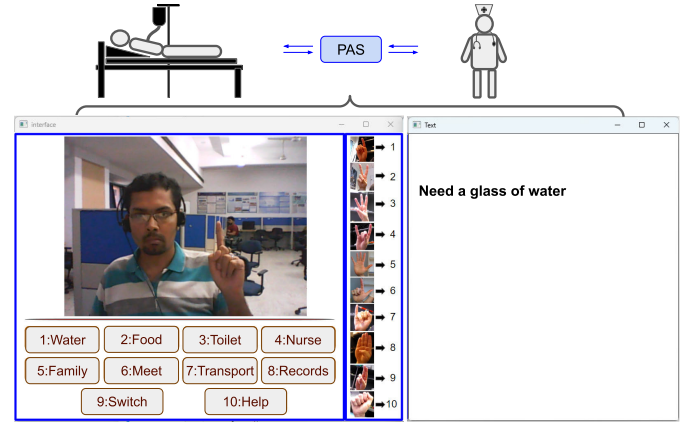 PAS
interface
Text
1
2
3
4
5
6
7
8
9
10
Need a glass of water
1:Water
2:Food
3:Toilet
4:Nurse
5:Family
6:Meet
7:Transport
8:Records
9:Switch
10:Help